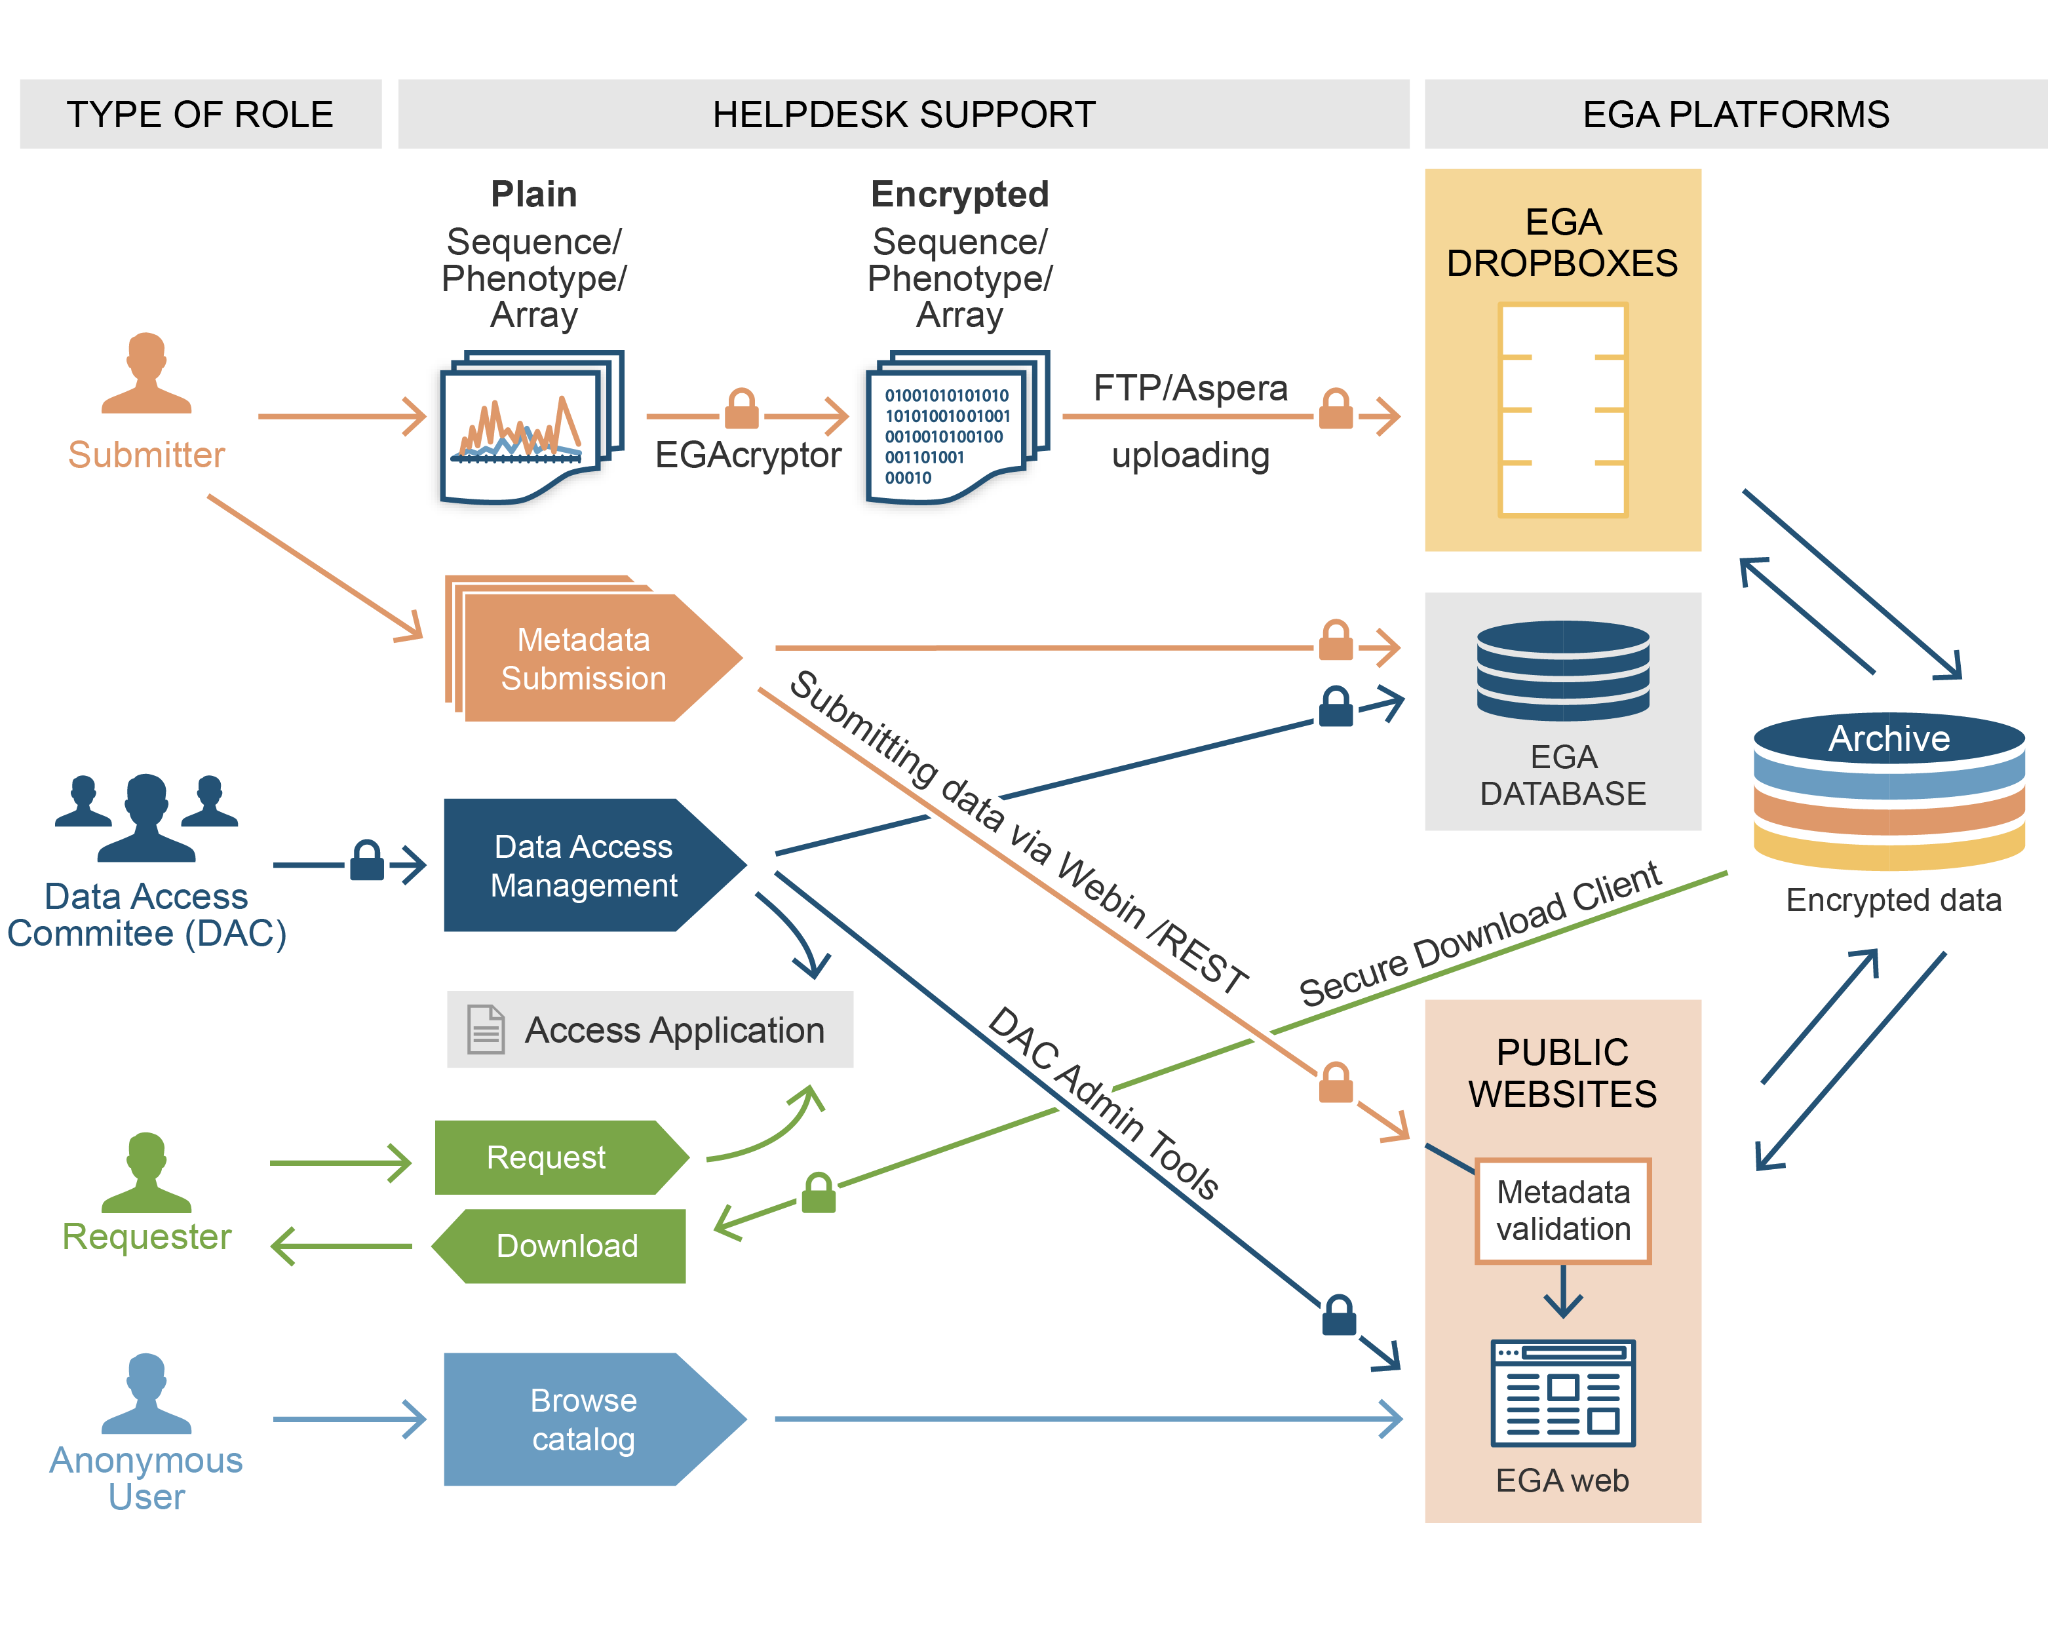 TYPE OF ROLE
HELPDESK SUPPORT
EGA PLATFORMS
Plain
Sequence/
Phenotype/
Array
Encrypted
Sequence/
Phenotype/
Array
EGA
DROPBOXES
Submitter
EGAcryptor
01001010101010
101010010 01001
0010010100100
001101001
00010
FTP/Aspera
uploading
Metadata
Submission
Submitting data via Webin /REST
EGA
DATABASE
Archive
Encrypted data
Data Access
Commitee (DAC)
Data Access
Management
Secure Download Client
Access Application
DAC Admin Tools
PUBLIC
WEBSITES
Requester
Request
Download
Metadata
validation
Anonymous
User
Browse
catalog
EGA web